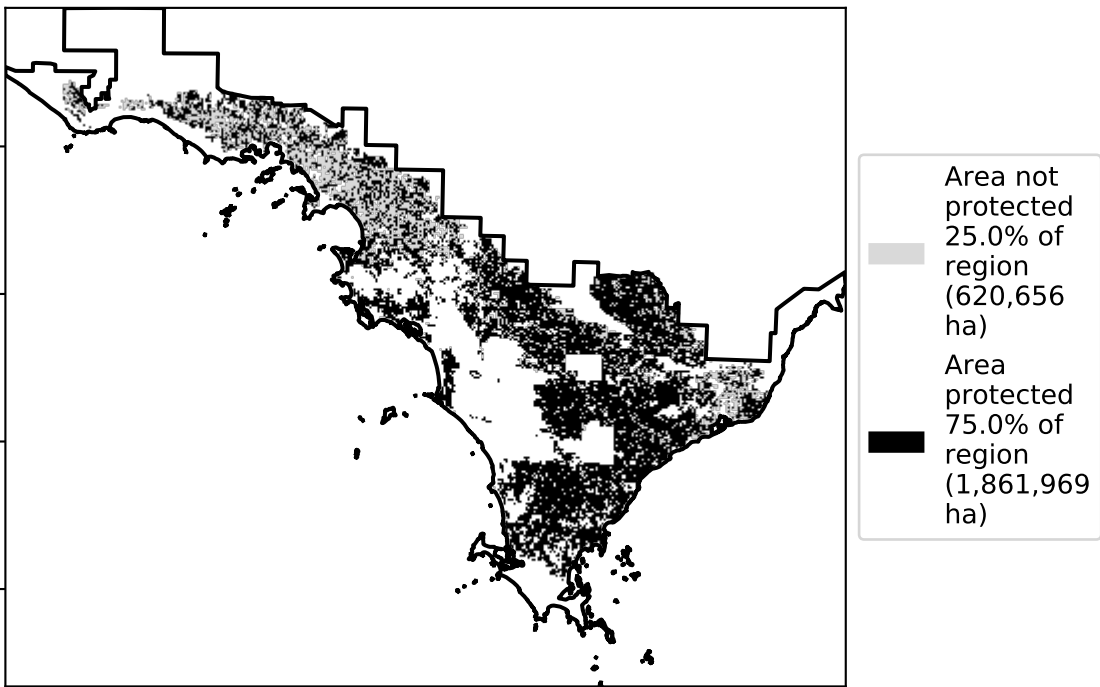 Area not
protected
25.0% of
region
(620,656
ha)
Area
protected
75.0% of
region
(1,861,969
ha)